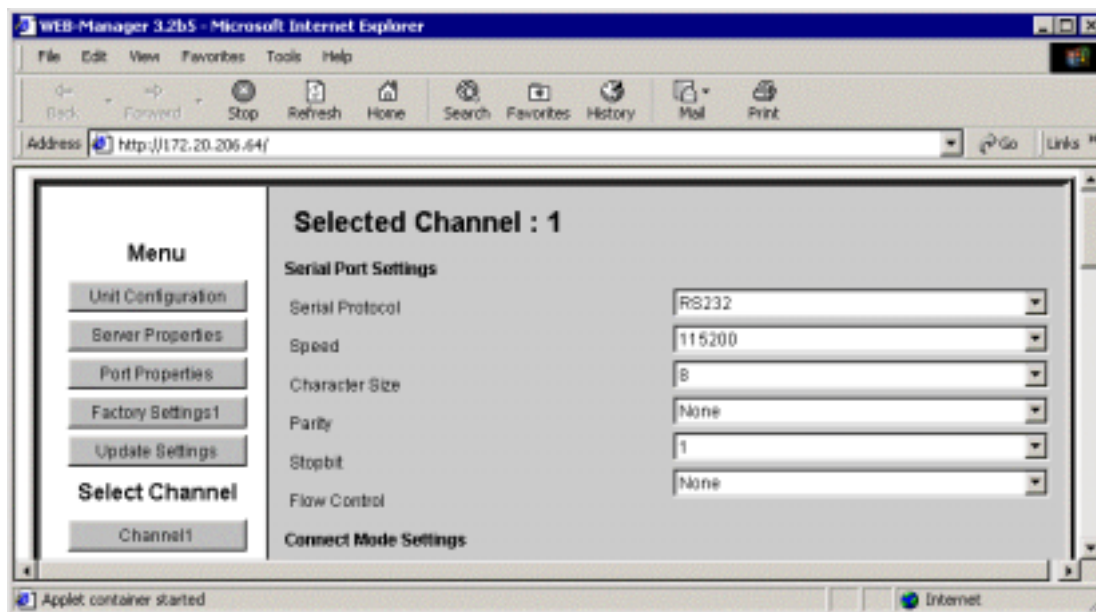 WEB-Manager 3.2b5 - Microsoft Internet Explorer
File Edit View Favorites Tools Help
Back Forward Stop Refresh Home Search Favorites History Mail Print
Address http://172.20.206.64/ Go Links »
Selected Channel : 1
Menu
Serial Port Settings
Unit Configuration
Serial Protocol RS232
Server Properties
Speed 115200
Port Properties
Character Size 8
Factory Settings1
Parity None
Update Settings
Stopbit 1
Select Channel
Flow Control None
Channel1
Connect Mode Settings
Applet container started Internet